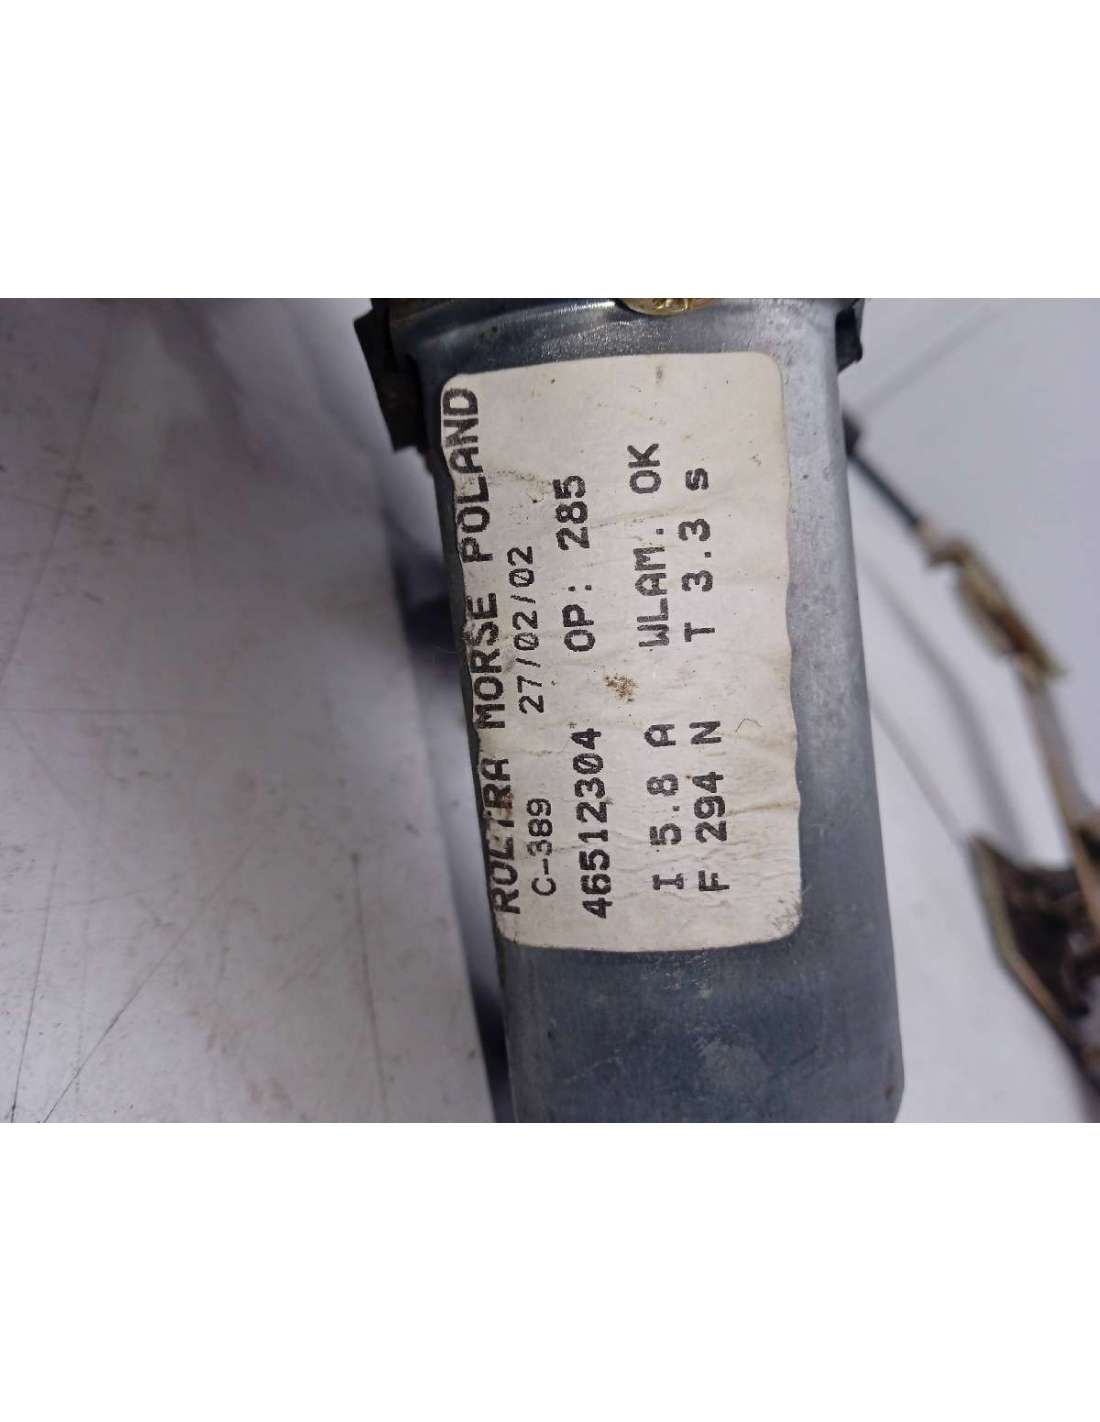 ROLTRA MORSE POLAND
C-389 27/02/02
46512304 OP: 285
I 5.8 A WLAM. OK
F 294 N T 3.3 s